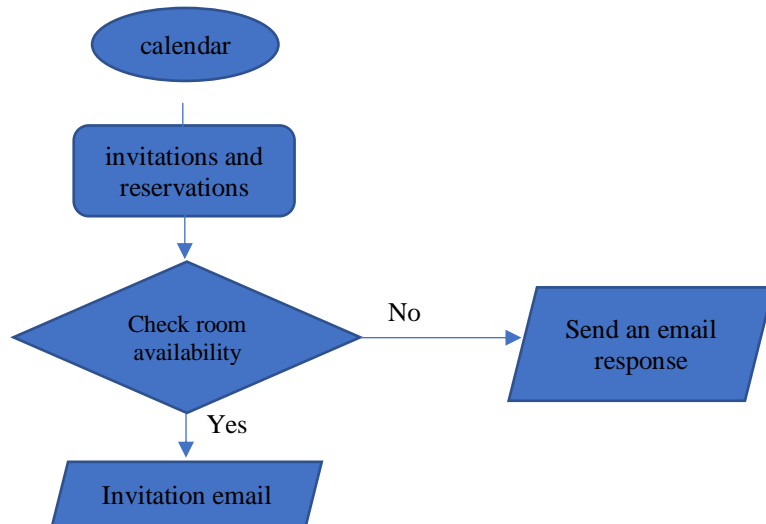 calendar
invitations and
reservations
Check room
availability
No
Send an email
response
Yes
Invitation email